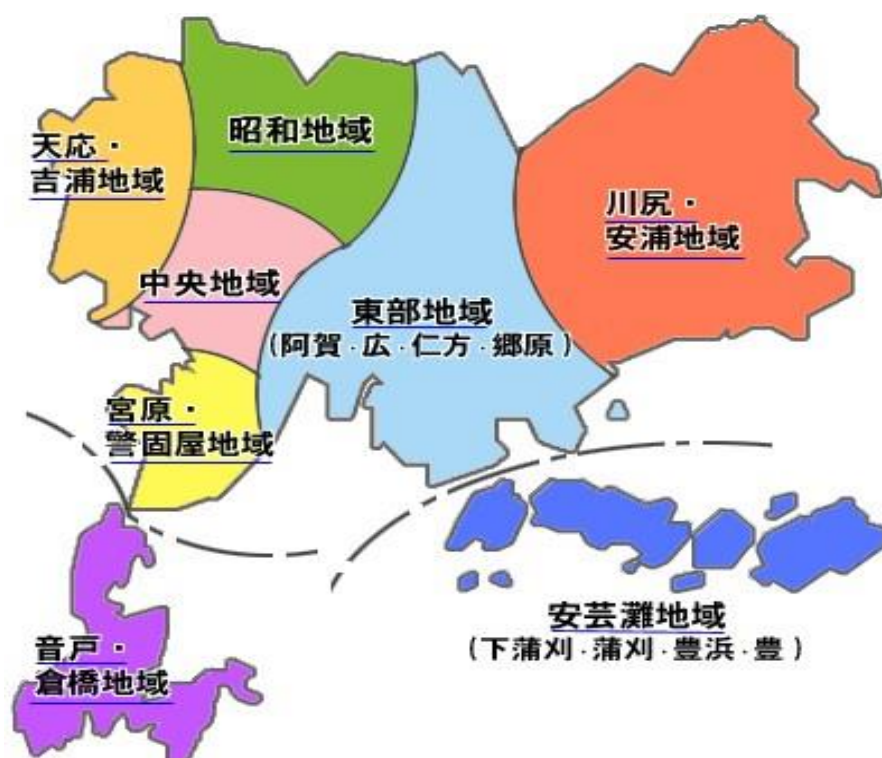 昭和地域
天応・
吉浦地域
川尻・
安浦地域
中央地域
東部地域
(阿賀・広・仁方・郷原)
宮原・
警固屋地域
安芸灘地域
(下蒲刈・蒲刈・豊浜・豊)
音戸・
倉橋地域